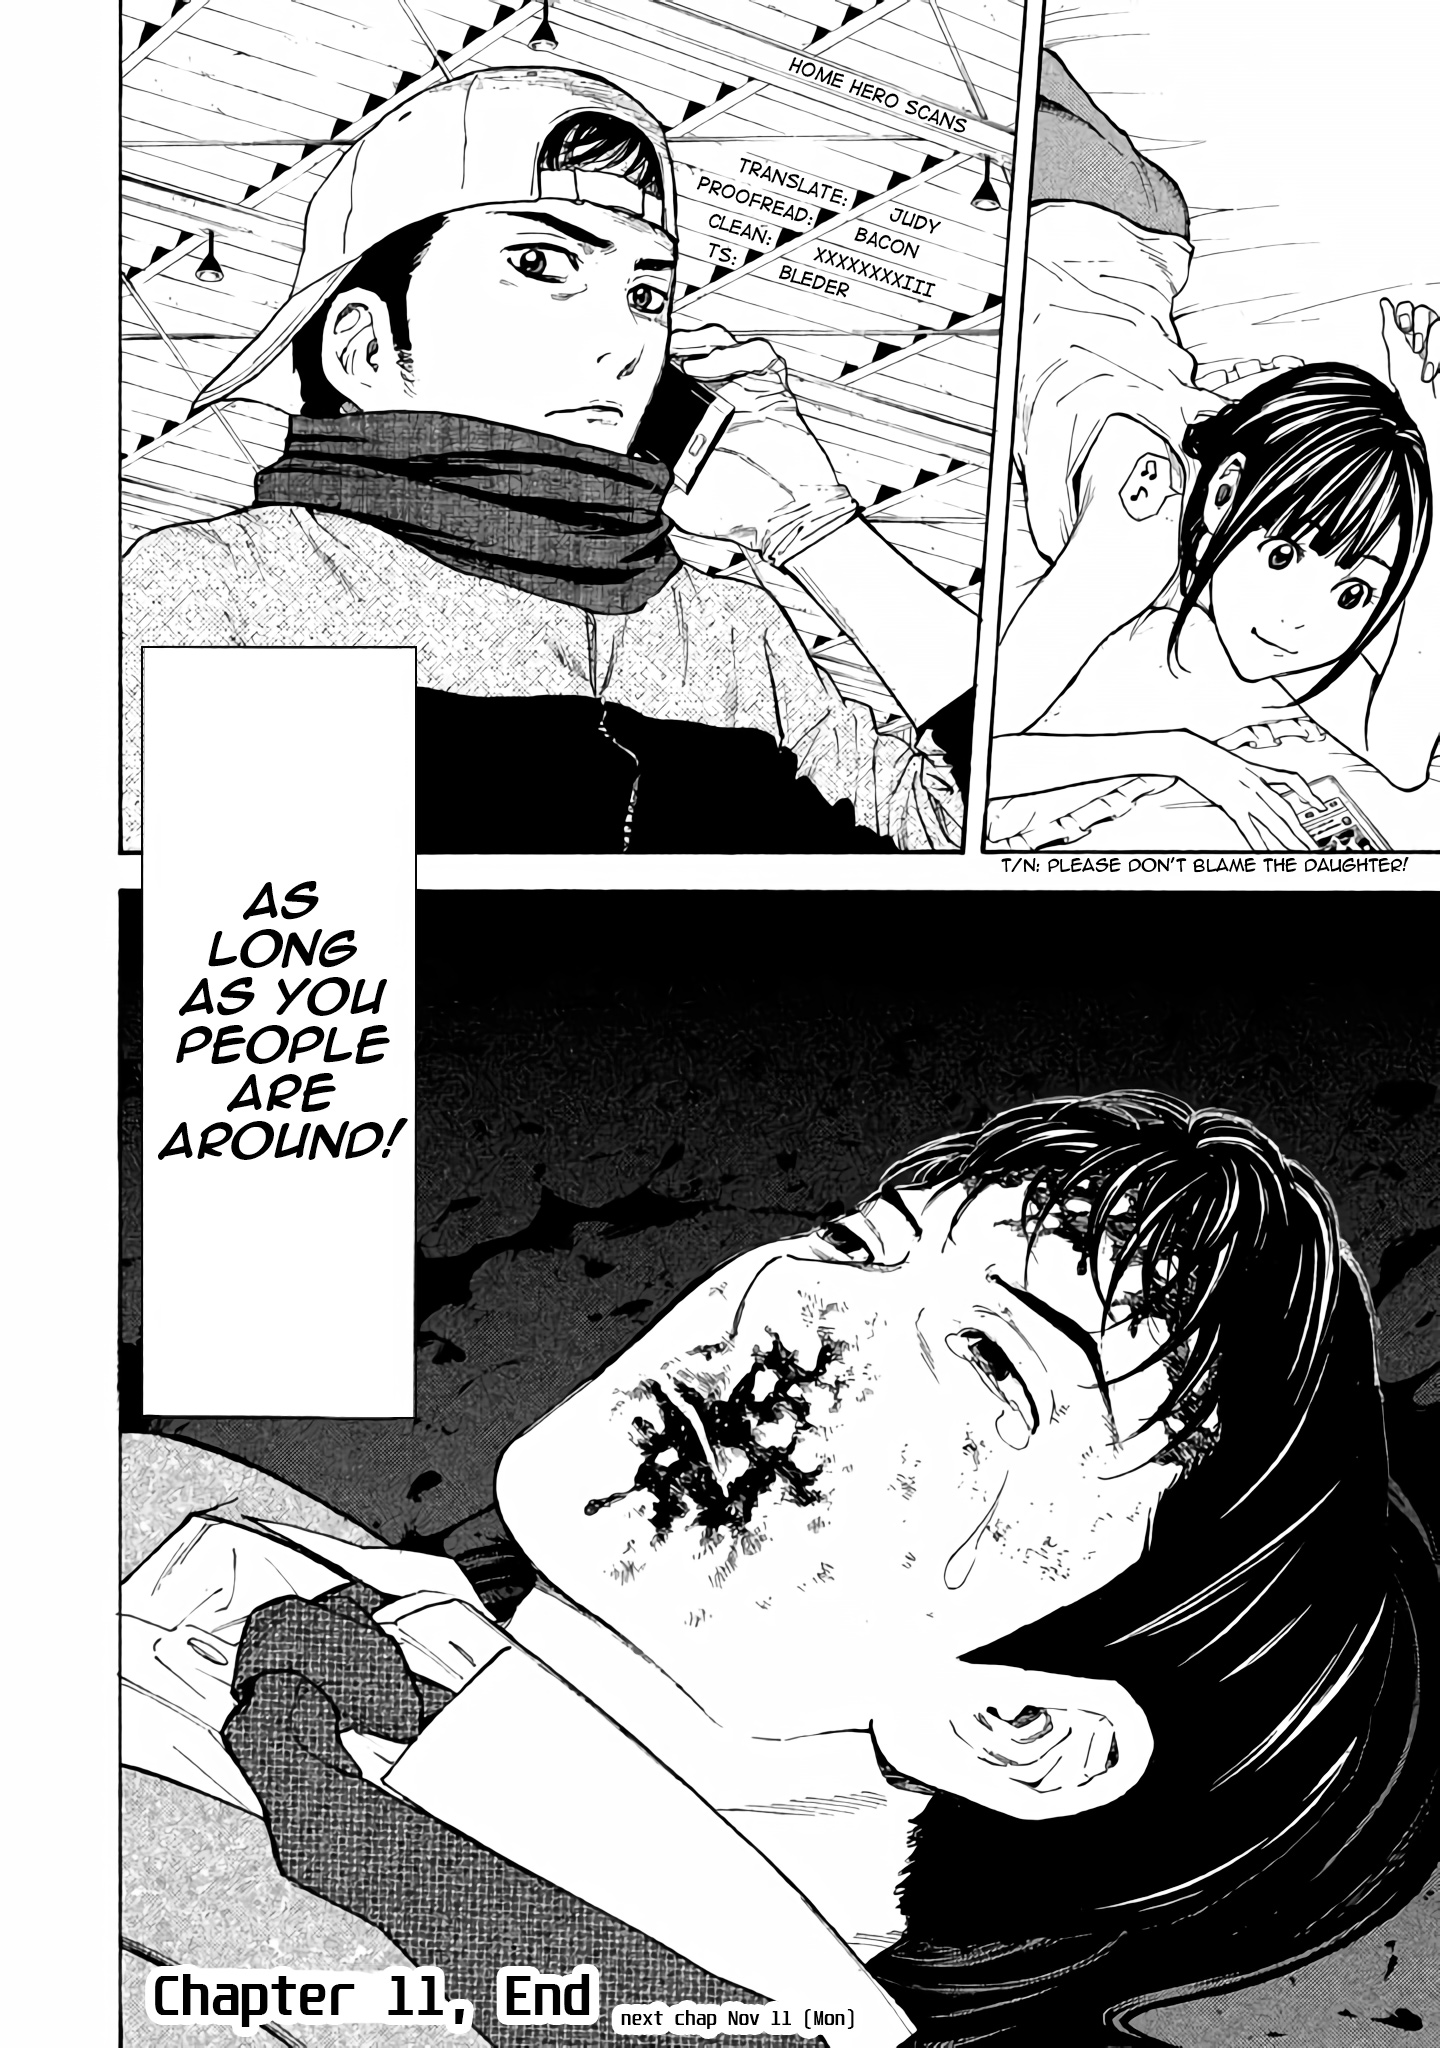 HOME HERO SCANS
TRANSLATE: JUDY
PROOFREAD: BACON
CLEAN: XXXXXXXXIII
TS: BLEDER
T/N: PLEASE DON'T BLAME THE DAUGHTER!
AS
LONG
AS YOU
PEOPLE
ARE
AROUND!
Chapter 11, End
next chap Nov 11 (Mon)